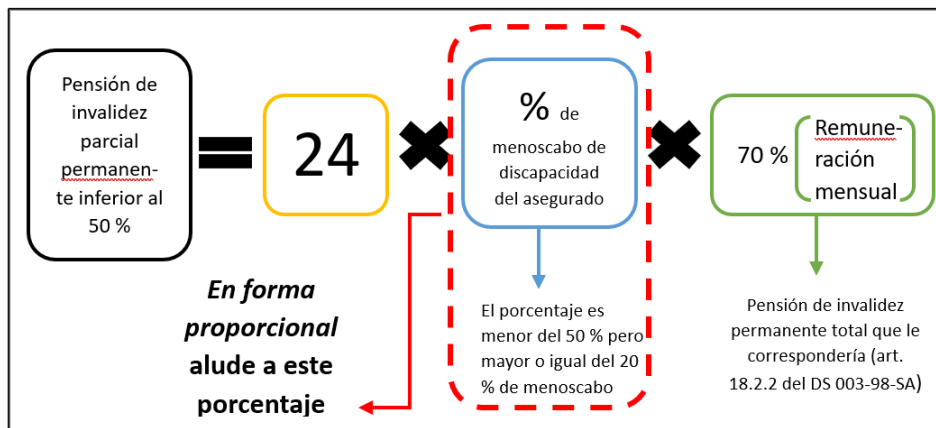 Pensión de
invalidez
parcial
permanen-
te inferior al
50 %
=
24
✖
% de
menoscabo de
discapacidad
del asegurado
✖
70 %
Remune-
ración
mensual
En forma
proporcional
alude a este
porcentaje
El porcentaje es
menor del 50 % pero
mayor o igual del 20
% de menoscabo
Pensión de invalidez
permanente total que le
correspondería (art.
18.2.2 del DS 003-98-SA)